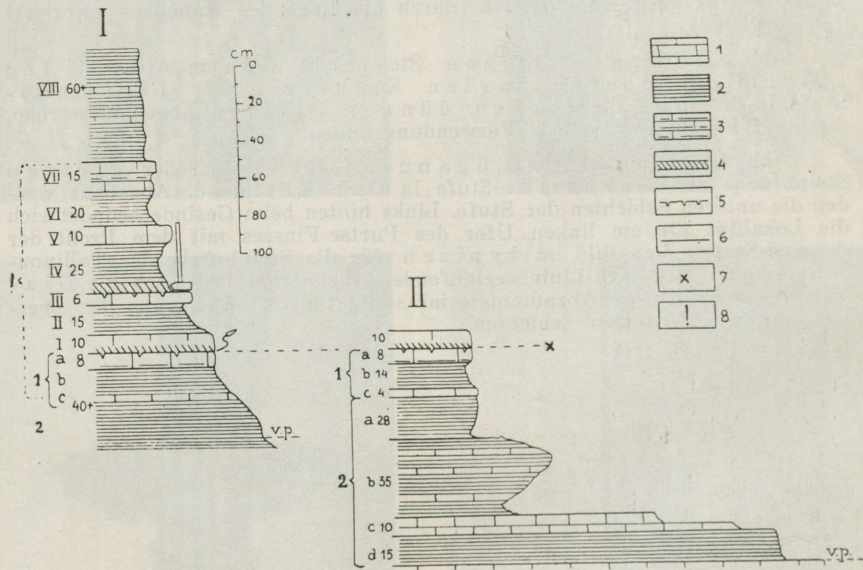 I
cm
0
20
40
60
80
100
VIII 60+
VII 15
VI 20
V 10
IV 25
III 6
II 15
I 10
a 8
1
b
c
40+
2
v.p.
II
10
a 8
1
b 14
c 4
a 28
2
b 35
c 10
d 15
v.p.
x
1
2
3
4
5
6
x 7
! 8